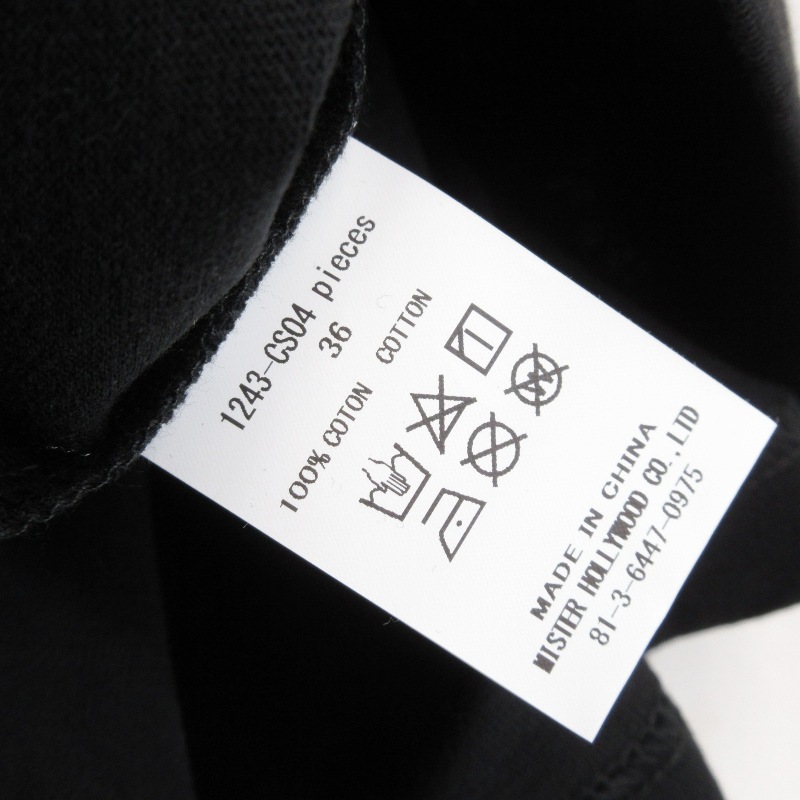 1243-CS04 pieces
36
100% COTON COTTON
MADE IN CHINA
MISTER HOLLYWOOD CO.,LTD
81-3-6447-0975